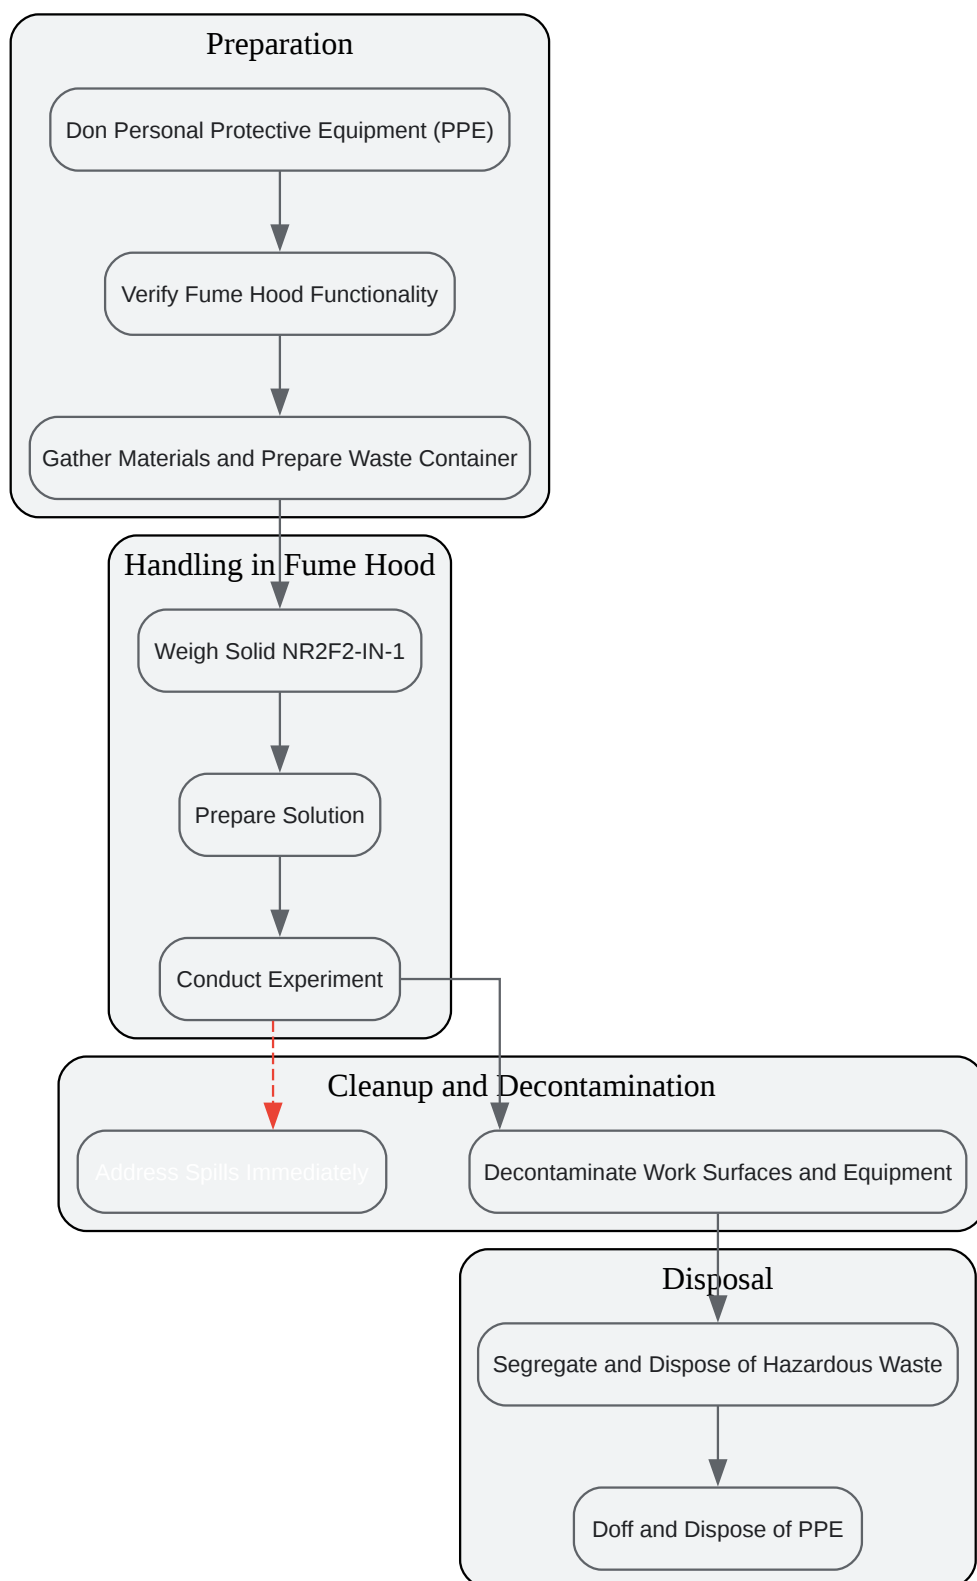 Preparation
Don Personal Protective Equipment (PPE)
Verify Fume Hood Functionality
Gather Materials and Prepare Waste Container
Handling in Fume Hood
Weigh Solid NR2F2-IN-1
Prepare Solution
Conduct Experiment
Cleanup and Decontamination
Address Spills Immediately
Decontaminate Work Surfaces and Equipment
Disposal
Segregate and Dispose of Hazardous Waste
Doff and Dispose of PPE